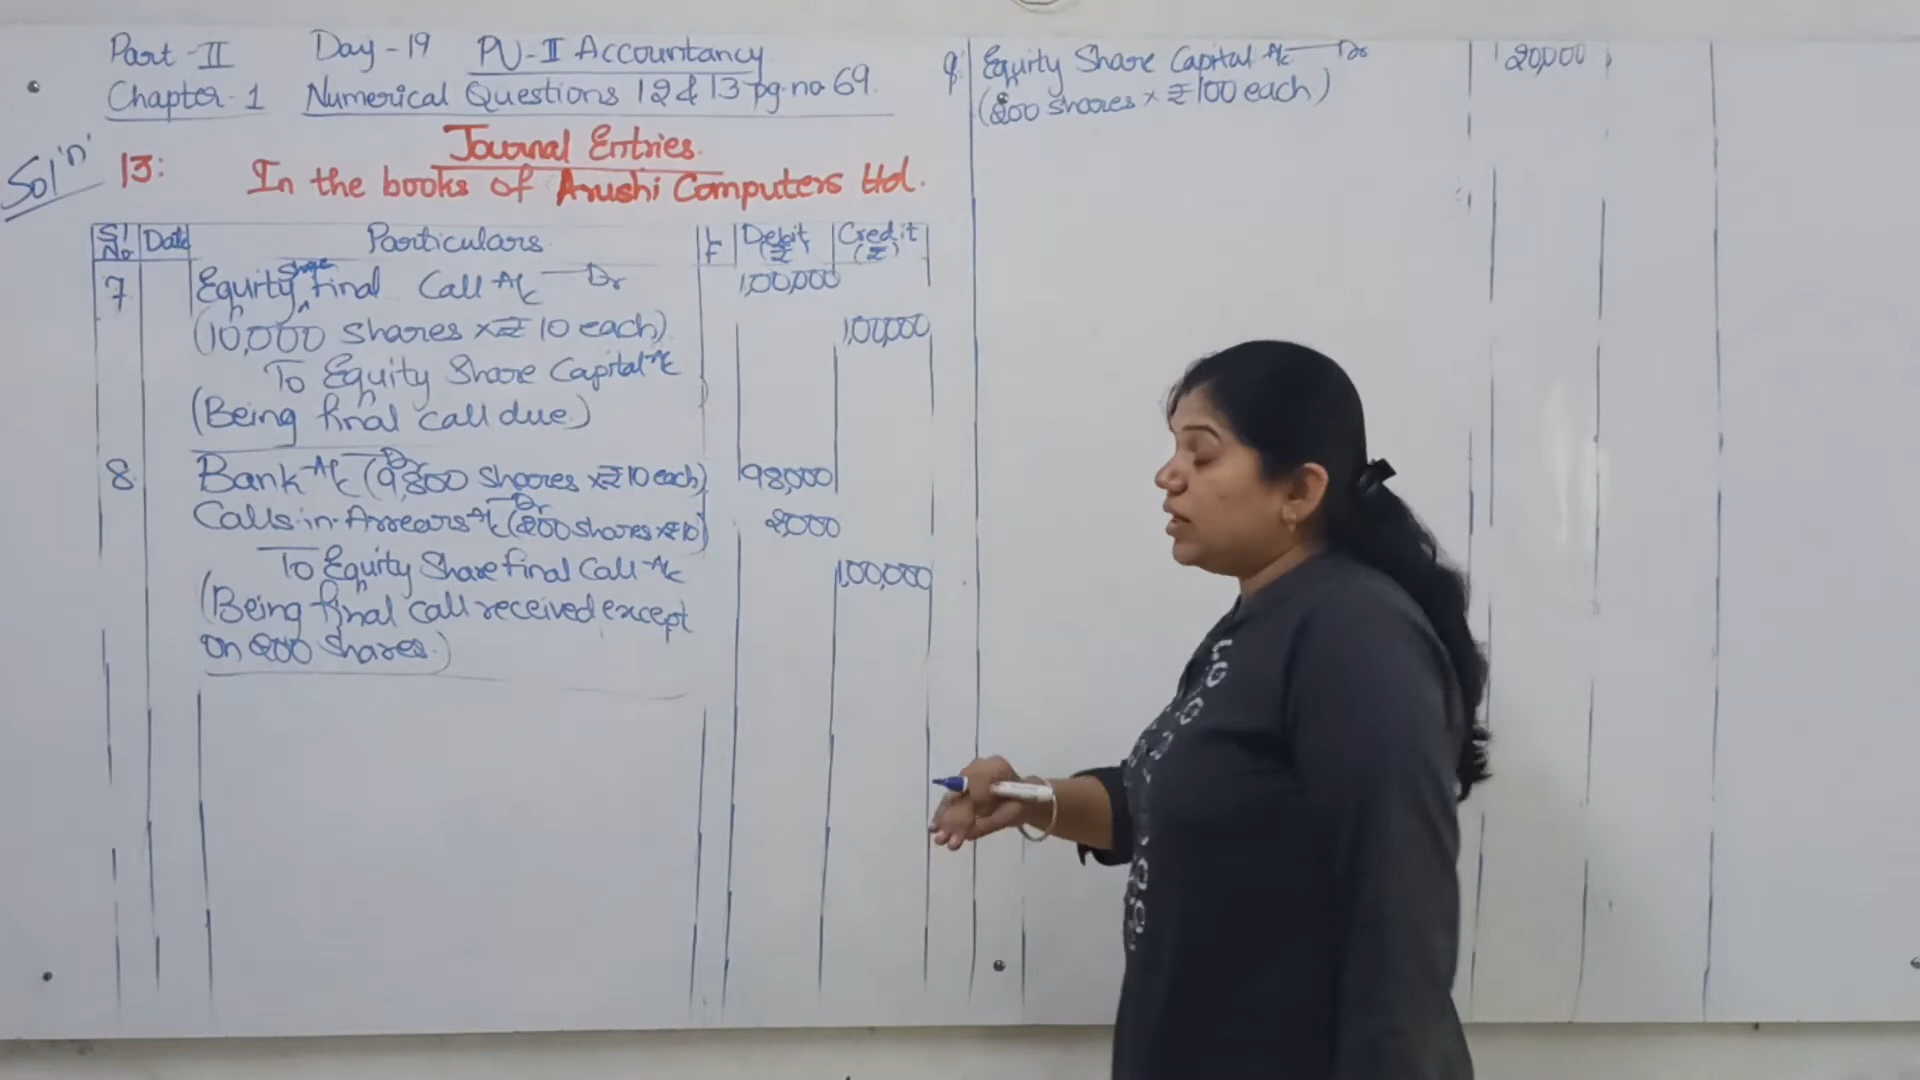 Part-II Day-19 PU-II Accountancy
Chapter-1 Numerical Questions 12 & 13 pg.no 69.
Sol'n' 13: Journal Entries.
In the books of Arushi Computers Ltd.
Sl No Date Particulars LF Debit (₹) Credit (₹)
7 Equity Share final Call A/c Dr 1,00,000
(10,000 shares x ₹10 each) 1,00,000
To Equity Share Capital A/c
(Being final call due.)
8 Bank A/c Dr (9,800 shares x ₹10 each) 98,000
Calls-in-Arrears A/c Dr (200 shares x ₹10) 2,000
To Equity Share final Call A/c 1,00,000
(Being final call received except
on 200 shares.)
9. Equity Share Capital A/c Dr 20,000
(200 shares x ₹100 each)